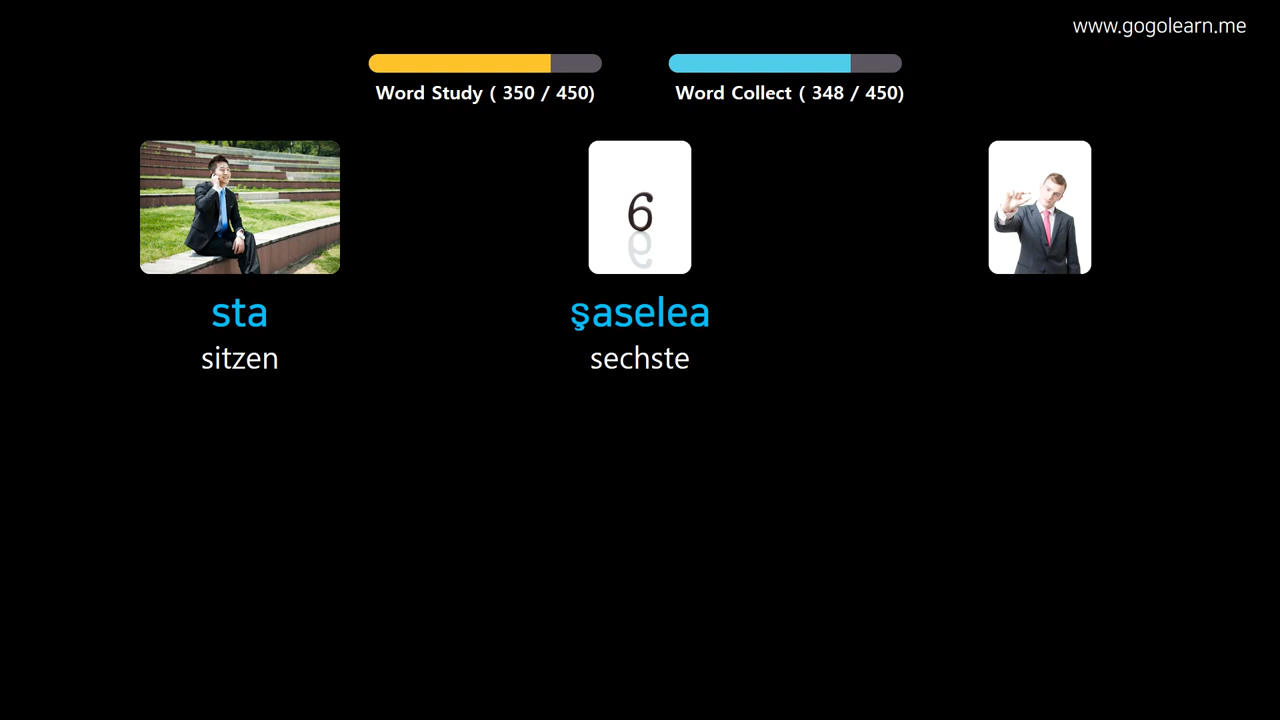 www.gogolearn.me
Word Study ( 350 / 450)
Word Collect ( 348 / 450)
6
sta
sitzen
şaselea
sechste